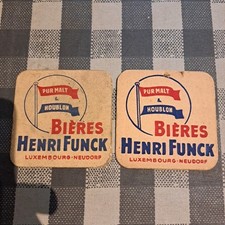 PUR MALT
&
HOUBLON
BIÈRES
HENRI FUNCK
LUXEMBOURG-NEUDORF
PUR MALT
&
HOUBLON
BIÈRES
HENRI FUNCK
LUXEMBOURG-NEUDORF